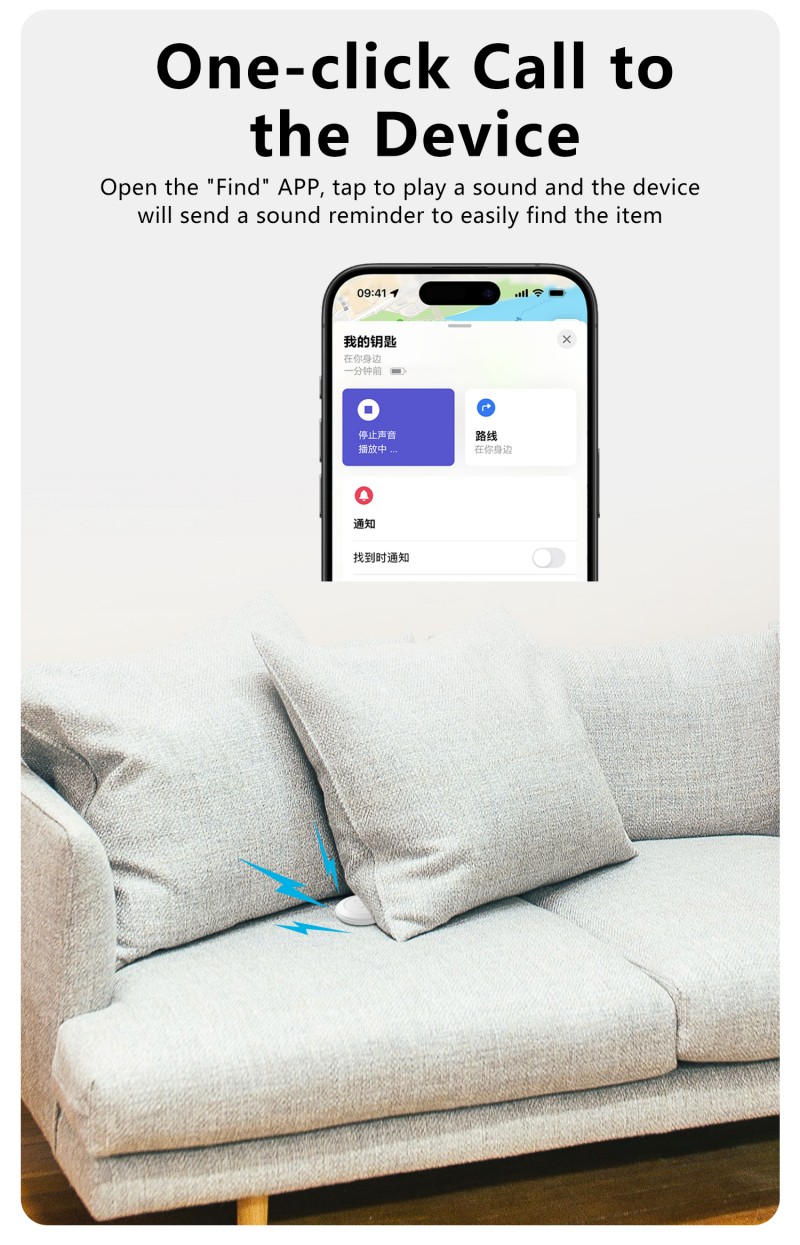 One-click Call to
the Device
Open the "Find" APP, tap to play a sound and the device
will send a sound reminder to easily find the item
09:41
我的钥匙
在你身边
一分钟前
停止声音
播放中 ...
路线
在你身边
通知
找到时通知